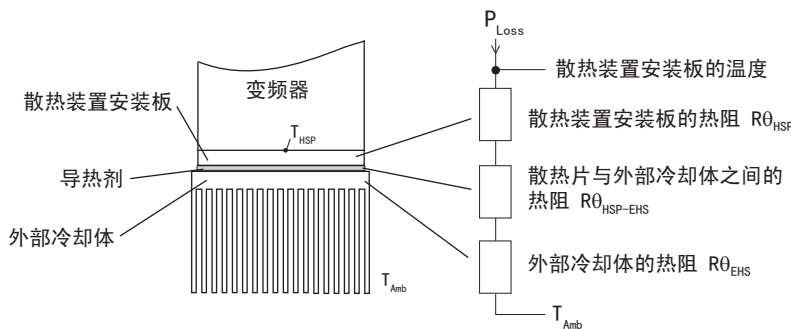 P_Loss
变频器
散热装置安装板的温度
散热装置安装板
T_HSP
散热装置安装板的热阻 Rθ_HSP
导热剂
散热片与外部冷却体之间的
热阻 Rθ_HSP-EHS
外部冷却体
外部冷却体的热阻 Rθ_EHS
T_Amb
T_Amb